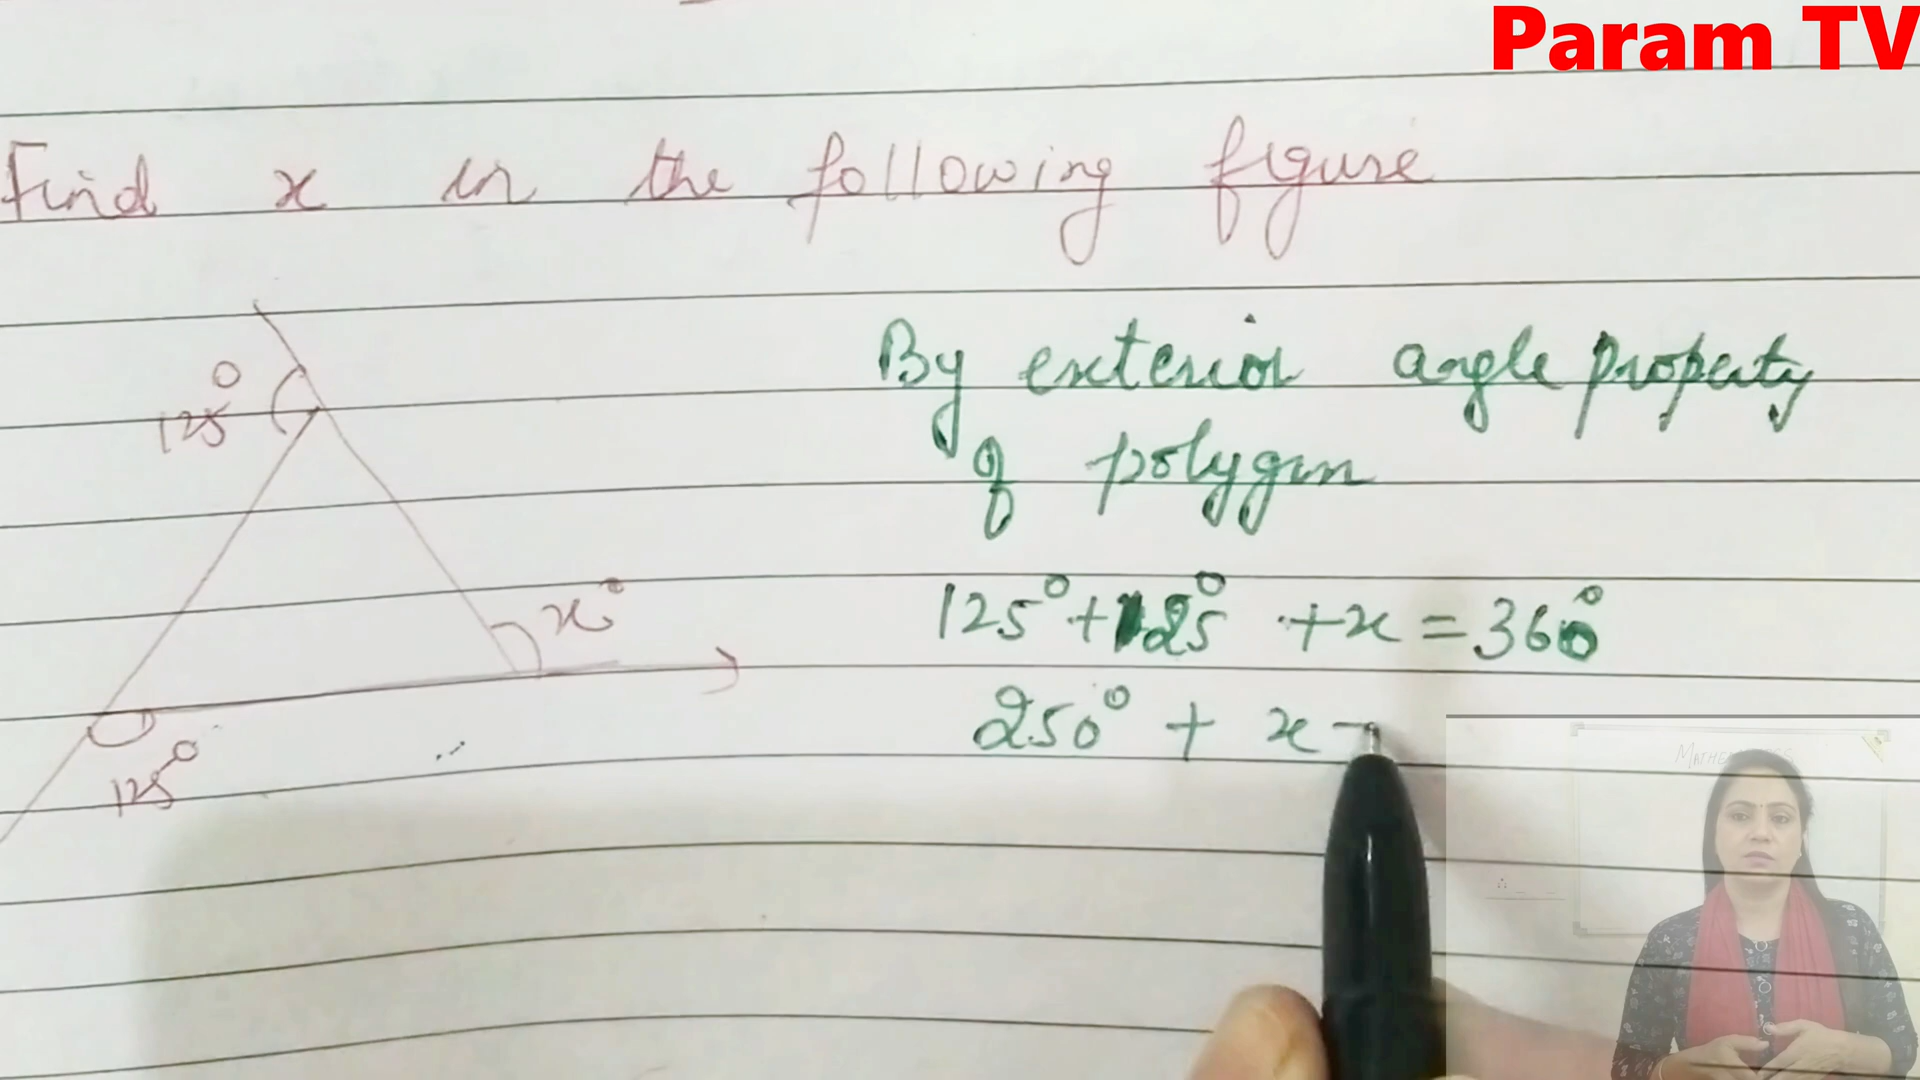 Param TV
Find x in the following figure
125°
x°
125°
By exterior angle property
of polygon
125° + 125° + x = 360°
250° + x =
MATHEMATICS